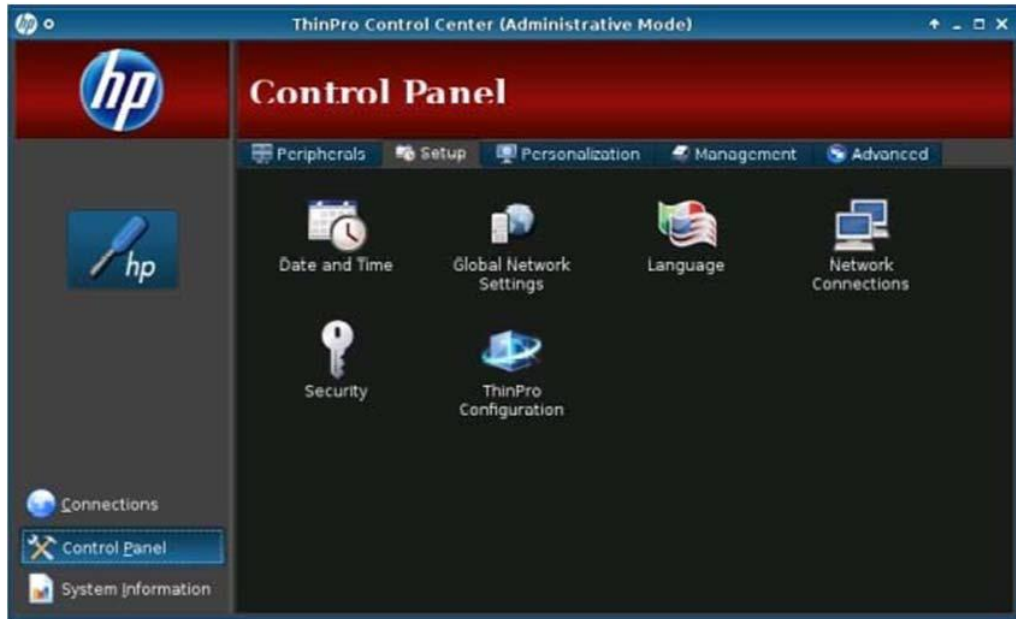 ThinPro Control Center (Administrative Mode)
hp
Control Panel
Peripherals Setup Personalization Management Advanced
hp
Date and Time
Global Network
Settings
Language
Network
Connections
Security
ThinPro
Configuration
Connections
Control Panel
System Information